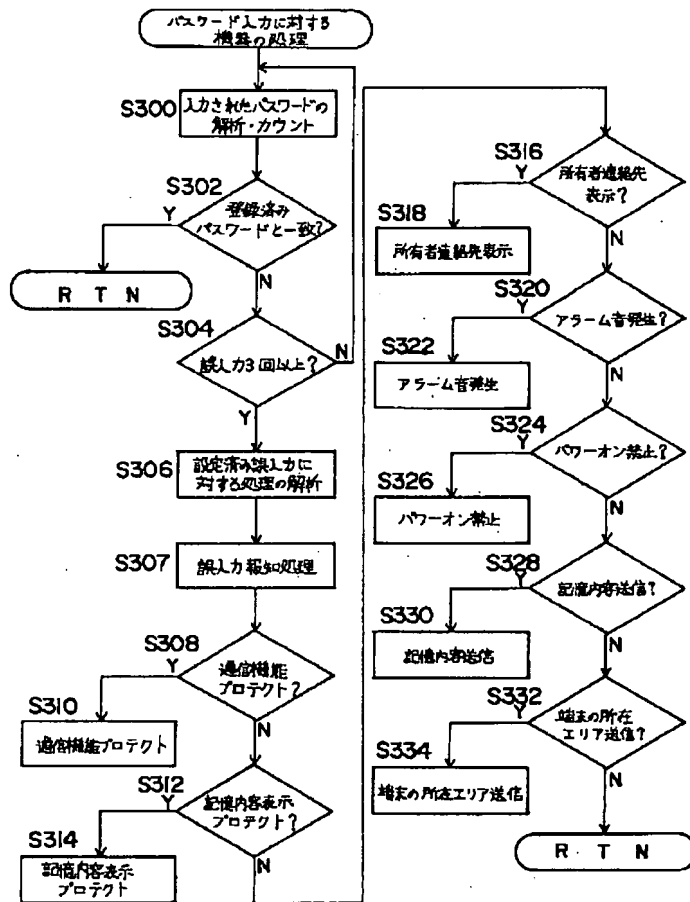 パスワード入力に対する
機器の処理
S300
入力されたパスワードの
解析・カウント
S302
Y
登録済み
パスワードと一致?
N
R T N
S304
誤入力3回以上?
N
Y
S306
設定済み誤入力に
対する処理の解析
S307
誤入力報知処理
S308
Y
通信機能
プロテクト?
N
S310
通信機能プロテクト
S312
Y
記憶内容表示
プロテクト?
N
S314
記憶内容表示
プロテクト
S316
Y
所有者連絡先
表示?
N
S318
所有者連絡先表示
S320
Y
アラーム音発生?
N
S322
アラーム音発生
S324
Y
パワーオン禁止?
N
S326
パワーオン禁止
S328
Y
記憶内容送信?
N
S330
記憶内容送信
S332
Y
端末の所在
エリア送信?
N
S334
端末の所在エリア送信
R T N